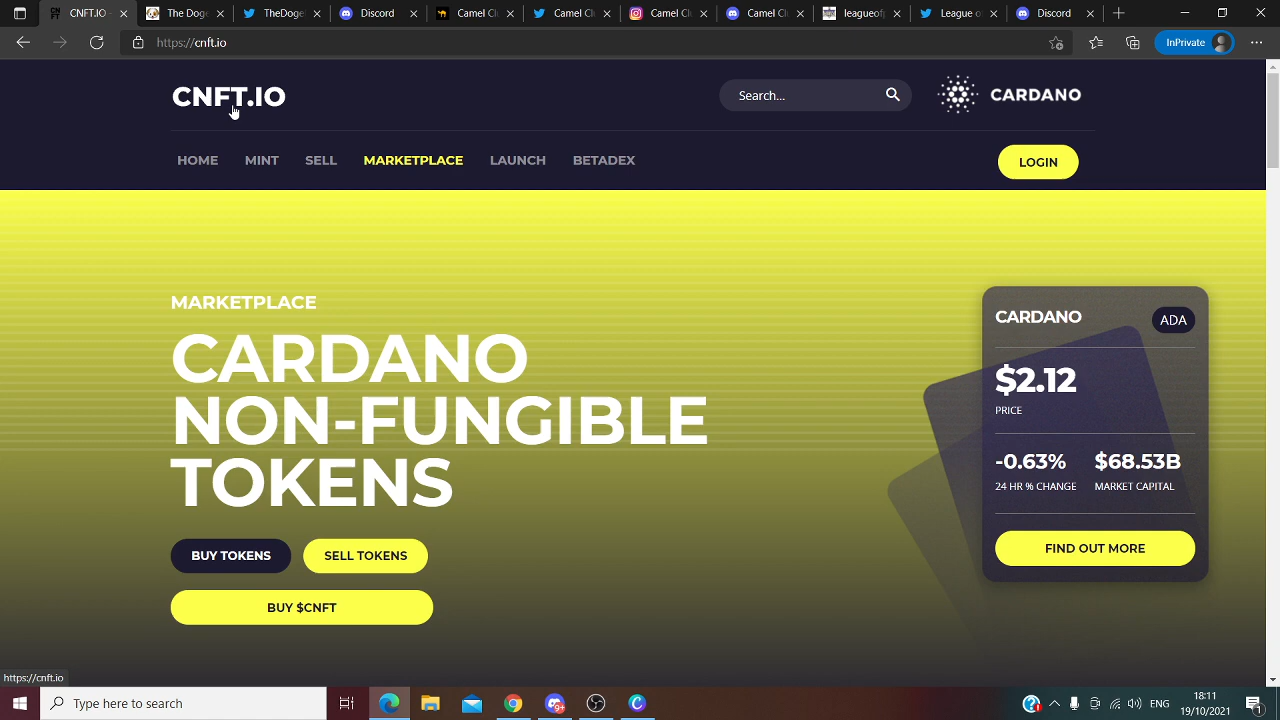 CNFT.IO -
The Dog
TheDoge
Discord
Camel Cl
Camel Cl
Camel Cl
Camel Cl
leagueof
League o
Discord
https://cnft.io
InPrivate
CNFT.IO
Search...
CARDANO
HOME
MINT
SELL
MARKETPLACE
LAUNCH
BETADEX
LOGIN
MARKETPLACE
CARDANO
NON-FUNGIBLE
TOKENS
BUY TOKENS
SELL TOKENS
BUY $CNFT
CARDANO
ADA
$2.12
PRICE
-0.63%
$68.53B
24 HR % CHANGE
MARKET CAPITAL
FIND OUT MORE
https://cnft.io
Type here to search
ENG
18:11
19/10/2021